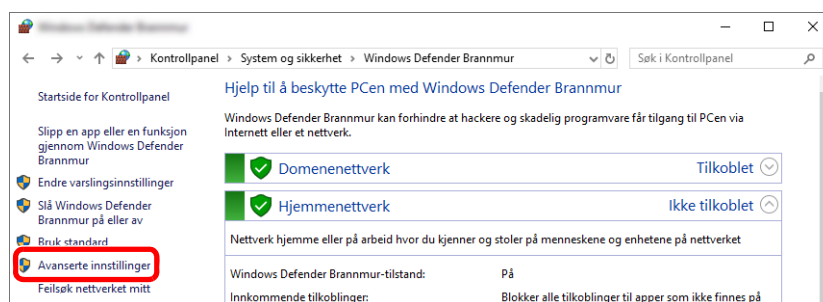 Kontrollpanel › System og sikkerhet › Windows Defender Brannmur
Søk i Kontrollpanel
Startside for Kontrollpanel
Slipp en app eller en funksjon
gjennom Windows Defender
Brannmur
Endre varslingsinnstillinger
Slå Windows Defender
Brannmur på eller av
Bruk standard
Avanserte innstillinger
Feilsøk nettverket mitt
Hjelp til å beskytte PCen med Windows Defender Brannmur
Windows Defender Brannmur kan forhindre at hackere og skadelig programvare får tilgang til PCen via
Internett eller et nettverk.
Domenenettverk Tilkoblet
Hjemmenettverk Ikke tilkoblet
Nettverk hjemme eller på arbeid hvor du kjenner og stoler på menneskene og enhetene på nettverket
Windows Defender Brannmur-tilstand: På
Innkommende tilkoblinger: Blokker alle tilkoblinger til apper som ikke finnes på